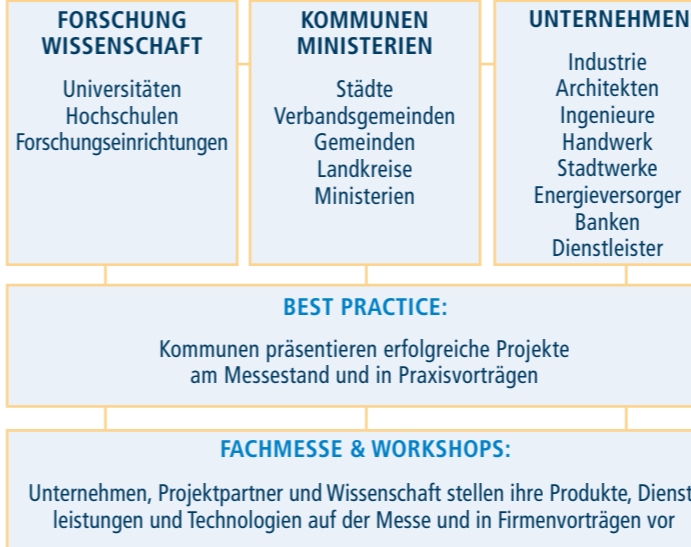 FORSCHUNG
WISSENSCHAFT
Universitäten
Hochschulen
Forschungseinrichtungen
KOMMUNEN
MINISTERIEN
Städte
Verbandsgemeinden
Gemeinden
Landkreise
Ministerien
UNTERNEHMEN
Industrie
Architekten
Ingenieure
Handwerk
Stadtwerke
Energieversorger
Banken
Dienstleister
BEST PRACTICE:
Kommunen präsentieren erfolgreiche Projekte
am Messestand und in Praxisvorträgen
FACHMESSE & WORKSHOPS:
Unternehmen, Projektpartner und Wissenschaft stellen ihre Produkte, Dienst
leistungen und Technologien auf der Messe und in Firmenvorträgen vor